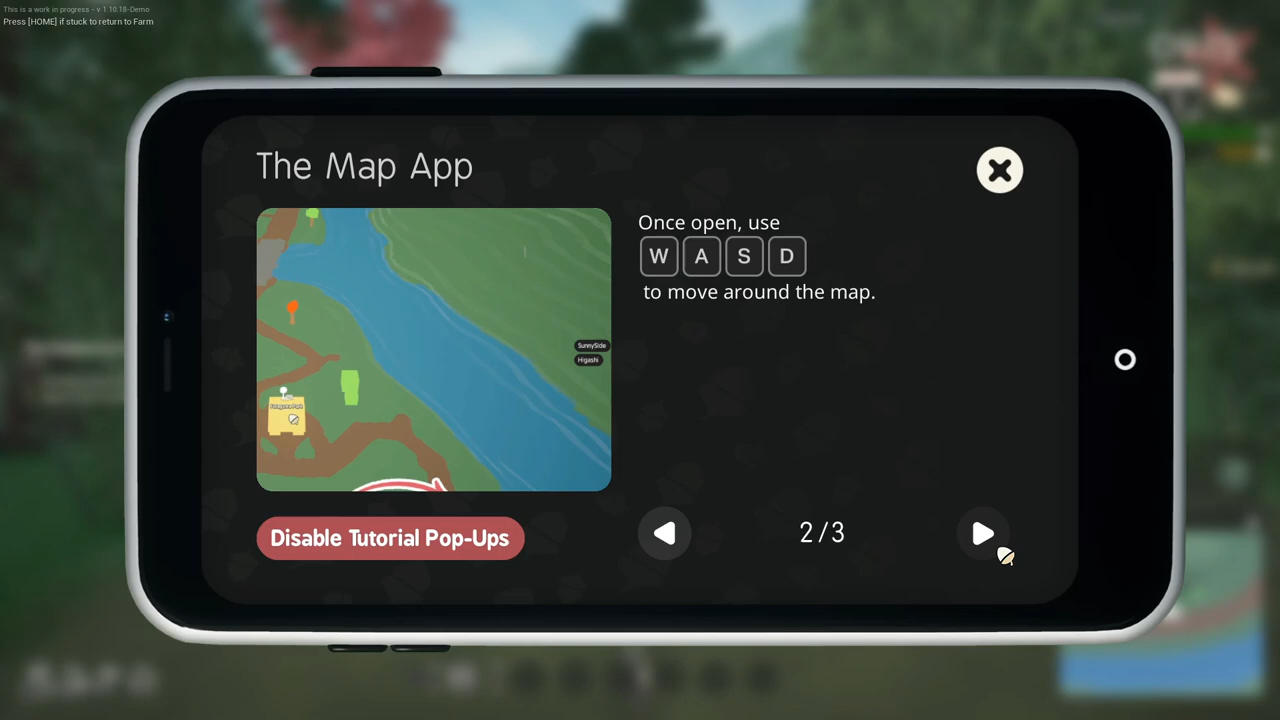 This is a work in progress - v 1.10.18-Demo
Press [HOME] if stuck to return to Farm
The Map App
Once open, use
W A S D
to move around the map.
SunnySide
Higashi
Disable Tutorial Pop-Ups
2/3